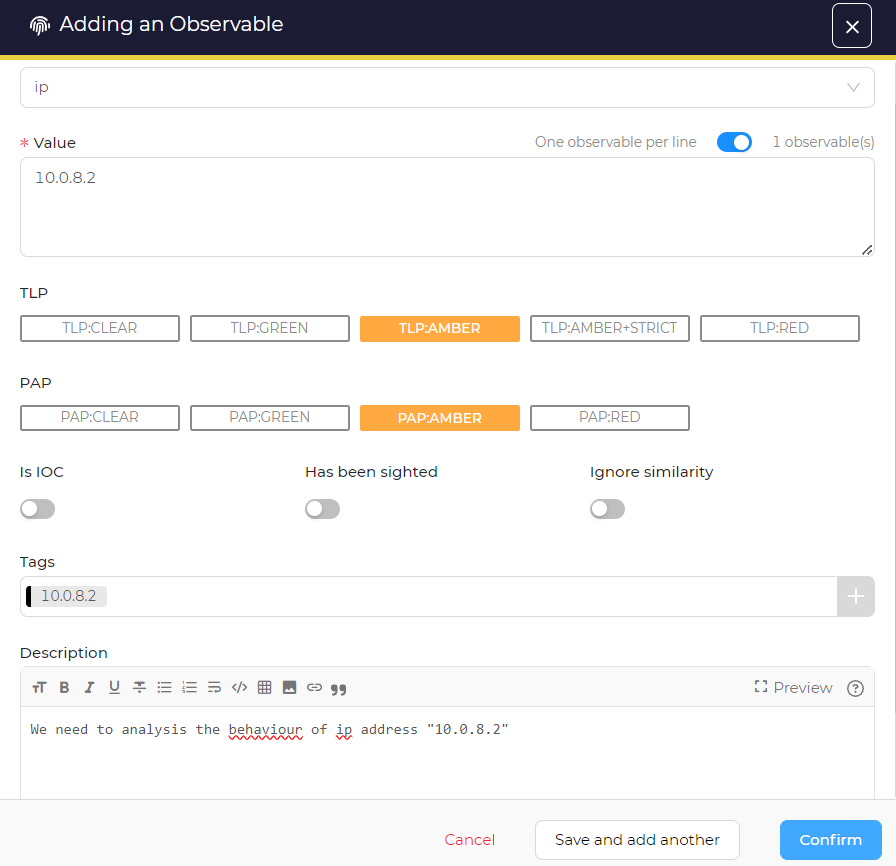 Adding an Observable
ip
* Value
One observable per line 1 observable(s)
10.0.8.2
TLP
TLP:CLEAR TLP:GREEN TLP:AMBER TLP:AMBER+STRICT TLP:RED
PAP
PAP:CLEAR PAP:GREEN PAP:AMBER PAP:RED
Is IOC Has been sighted Ignore similarity
Tags
10.0.8.2
Description
тT B I U T </> Preview ?
We need to analysis the behaviour of ip address "10.0.8.2"
Cancel Save and add another Confirm